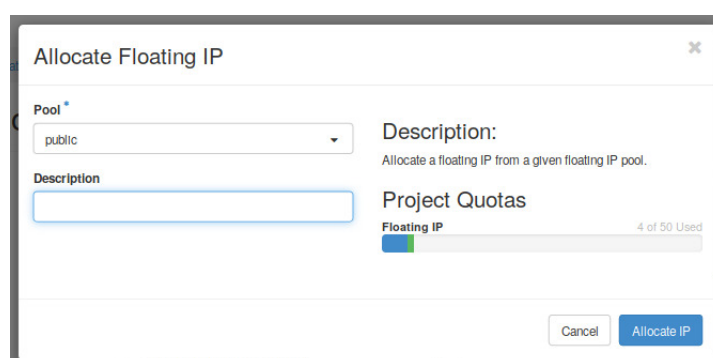 Allocate Floating IP
×
Pool *
public
Description
Description:
Allocate a floating IP from a given floating IP pool.
Project Quotas
Floating IP
4 of 50 Used
Cancel
Allocate IP